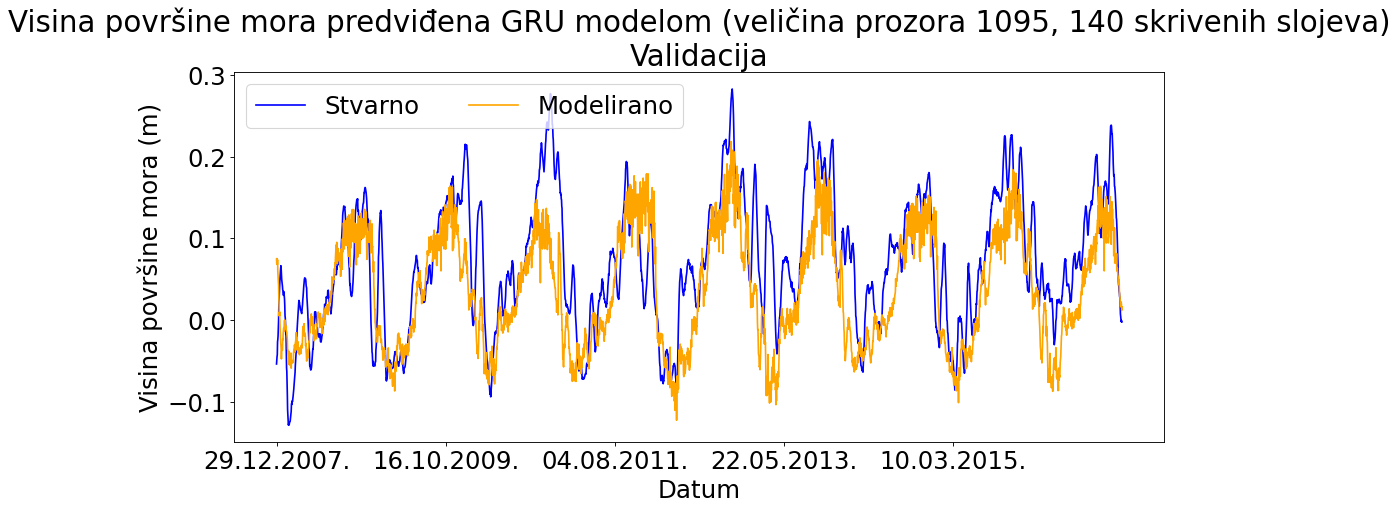 Visina površine mora predviđena GRU modelom (veličina prozora 1095, 140 skrivenih slojeva)
Validacija
Stvarno Modelirano
Visina površine mora (m)
0.3
0.2
0.1
0.0
−0.1
29.12.2007. 16.10.2009. 04.08.2011. 22.05.2013. 10.03.2015.
Datum